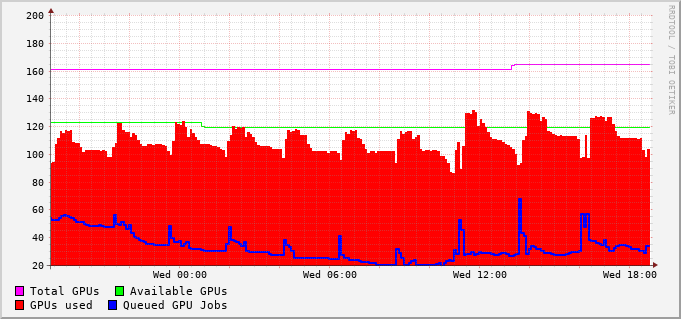 RRDTOOL / TOBI OETIKER
200
180
160
140
120
100
80
60
40
20
Wed 00:00 Wed 06:00 Wed 12:00 Wed 18:00
Total GPUs Available GPUs
GPUs used Queued GPU Jobs